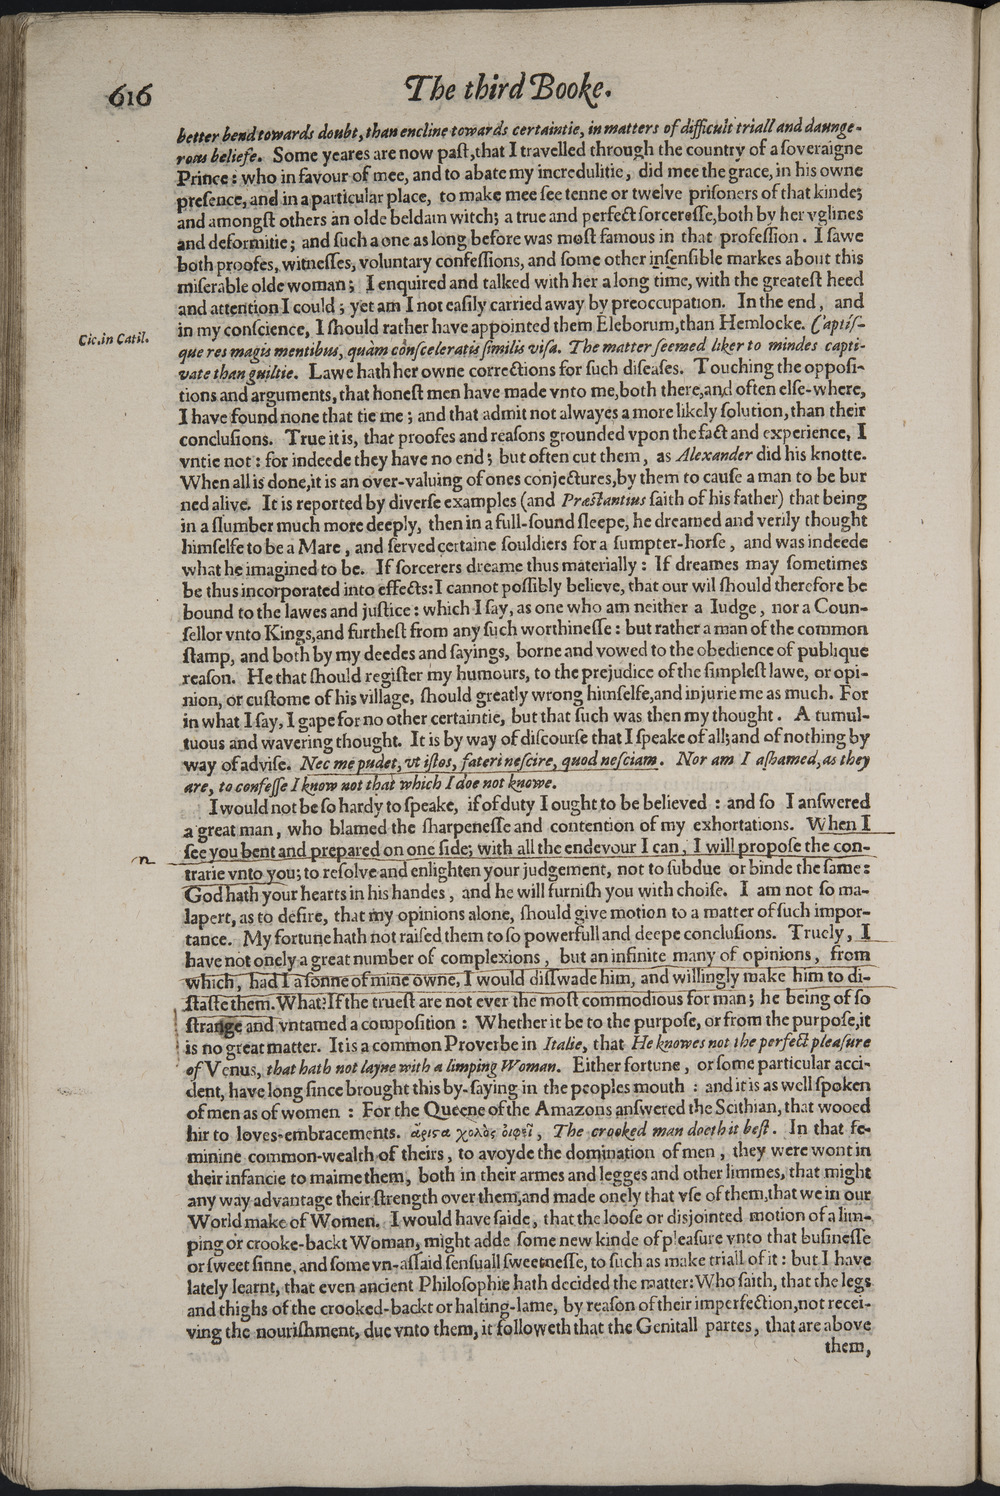 616
The third Booke.
better bend towards doubt, than encline towards certaintie, in matters of difficult triall and daunge-
rous beliefe. Some yeares are now paſt, that I travelled through the country of a ſoveraigne
Prince: who in favour of mee, and to abate my incredulitie, did mee the grace, in his owne
preſence, and in a particular place, to make mee ſee tenne or twelve priſoners of that kinde;
and amongſt others an olde beldam witch; a true and perfect ſorcereſſe, both by her vglines
and deformitie; and ſuch a one as long before was moſt famous in that profeſſion. I ſawe
both proofes, witneſſes, voluntary confeſſions, and ſome other inſenſible markes about this
miſerable olde woman; I enquired and talked with her a long time, with the greateſt heed
and attention I could; yet am I not eaſily carried away by preoccupation. In the end, and
in my conſcience, I ſhould rather have appointed them Eleborum, than Hemlocke. Captiſ-
Cic. in Catil.
que res magis mentibus, quàm conſceleratis ſimilis viſa. The matter ſeemed liker to mindes capti-
vate than guiltie. Lawe hath her owne corrections for ſuch diſeaſes. Touching the oppoſi-
tions and arguments, that honeſt men have made vnto me, both there, and often elſe-where,
I have found none that tie me; and that admit not alwayes a more likely ſolution, than their
concluſions. True it is, that proofes and reaſons grounded vpon the fact and experience, I
vntie not: for indeede they have no end; but often cut them, as Alexander did his knotte.
When all is done, it is an over-valuing of ones conjectures, by them to cauſe a man to be bur
ned alive. It is reported by diverſe examples (and Præstantius ſaith of his father) that being
in a ſlumber much more deeply, then in a full-ſound ſleepe, he dreamed and verily thought
himſelfe to be a Mare, and ſerved certaine ſouldiers for a ſumpter-horſe, and was indeede
what he imagined to be. If ſorcerers dreame thus materially: If dreames may ſometimes
be thus incorporated into effects: I cannot poſſibly believe, that our wil ſhould therefore be
bound to the lawes and juſtice: which I ſay, as one who am neither a Iudge, nor a Coun-
ſellor vnto Kings, and furtheſt from any ſuch worthineſſe: but rather a man of the common
ſtamp, and both by my deedes and ſayings, borne and vowed to the obedience of publique
reaſon. He that ſhould regiſter my humours, to the prejudice of the ſimpleſt lawe, or opi-
nion, or cuſtome of his village, ſhould greatly wrong himſelfe, and injurie me as much. For
in what I ſay, I gape for no other certaintie, but that ſuch was then my thought. A tumul-
tuous and wavering thought. It is by way of diſcourſe that I ſpeake of all; and of nothing by
way of adviſe. Nec me pudet, vt iſtos, fateri neſcire, quod neſciam. Nor am I aſhamed, as they
are, to confeſſe I know not that which I doe not knowe.
I would not be ſo hardy to ſpeake, if of duty I ought to be believed: and ſo I anſwered
a great man, who blamed the ſharpeneſſe and contention of my exhortations. When I
ſee you bent and prepared on one ſide; with all the endevour I can, I will propoſe the con-
n
trarie vnto you; to reſolve and enlighten your judgement, not to ſubdue or binde the ſame:
God hath your hearts in his handes, and he will furniſh you with choiſe. I am not ſo ma-
lapert, as to deſire, that my opinions alone, ſhould give motion to a matter of ſuch impor-
tance. My fortune hath not raiſed them to ſo powerfull and deepe concluſions. Truely, I
have not onely a great number of complexions, but an infinite many of opinions, from
which, had I a ſonne of mine owne, I would diſſwade him, and willingly make him to di-
ſtaſte them. What? If the trueſt are not ever the moſt commodious for man; he being of ſo
ſtrange and vntamed a compoſition: Whether it be to the purpoſe, or from the purpoſe, it
is no great matter. It is a common Proverbe in Italie, that He knowes not the perfect pleaſure
of Venus, that hath not layne with a limping Woman. Either fortune, or ſome particular acci-
dent, have long ſince brought this by-ſaying in the peoples mouth: and it is as well ſpoken
of men as of women: For the Queene of the Amazons anſwered the Scithian, that wooed
hir to loves-embracements. ἄριστα χολὸς οἰφεῖ, The crooked man doeth it beſt. In that fe-
minine common-wealth of theirs, to avoyde the domination of men, they were wont in
their infancie to maime them, both in their armes and legges and other limmes, that might
any way advantage their ſtrength over them, and made onely that vſe of them, that we in our
World make of Women. I would have ſaide, that the looſe or disjointed motion of a lim-
ping or crooke-backt Woman, might adde ſome new kinde of pleaſure vnto that buſineſſe
or ſweet ſinne, and ſome vn-aſſaid ſenſuall ſweetneſſe, to ſuch as make triall of it: but I have
lately learnt, that even ancient Philoſophie hath decided the matter: Who ſaith, that the legs
and thighs of the crooked-backt or halting-lame, by reaſon of their imperfection, not recei-
ving the nouriſhment, due vnto them, it followeth that the Genitall partes, that are above
them,